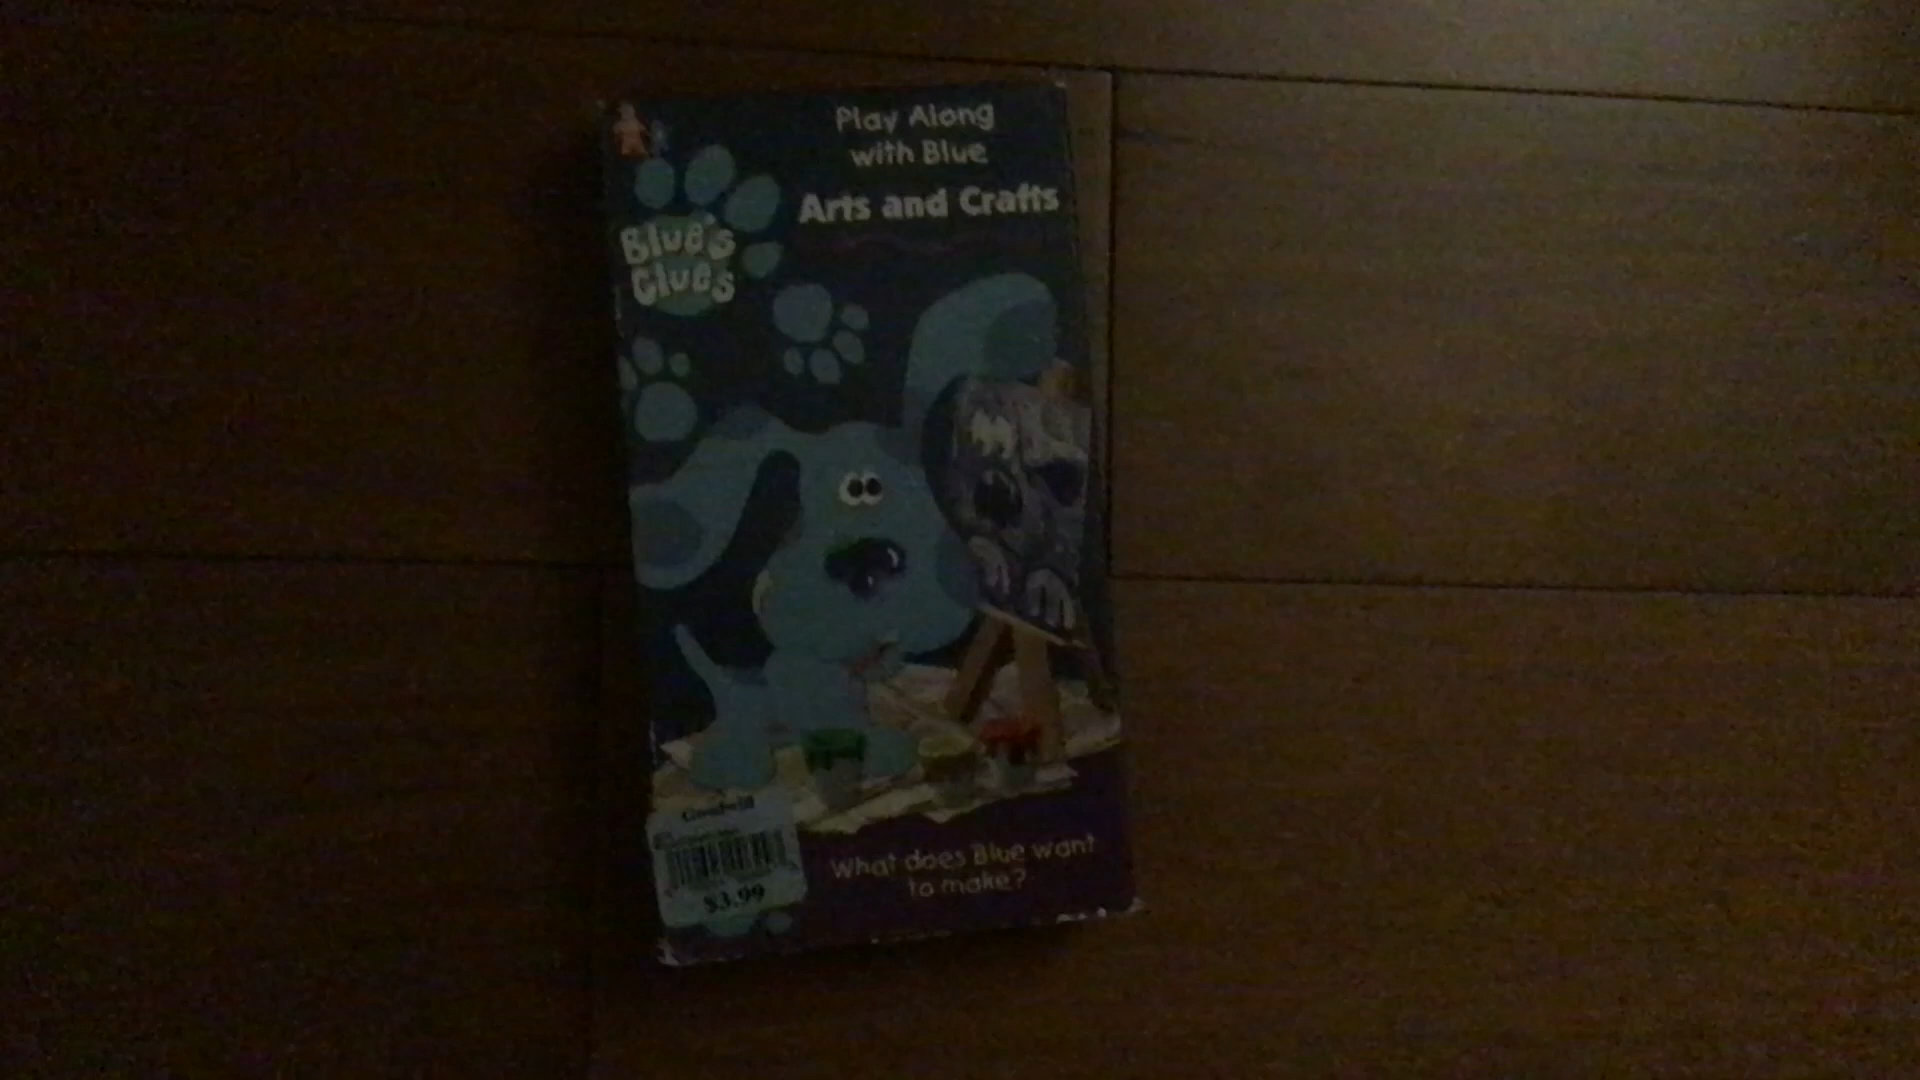 Play Along
with Blue
Arts and Crafts
Blue's
Clues
What does Blue want
to make?
Goodwill
$3.99